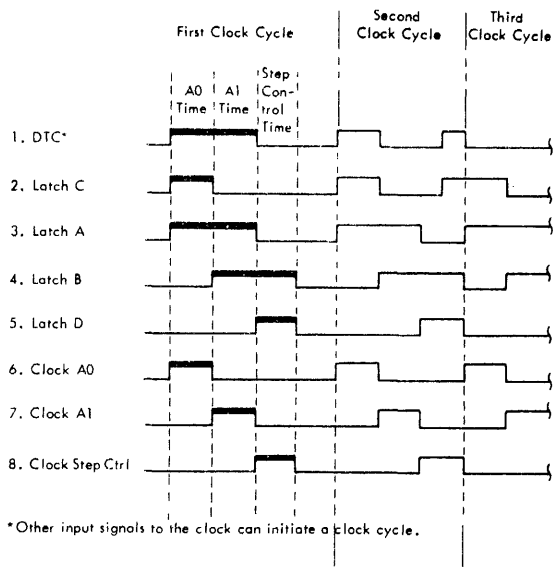 First Clock Cycle
Second
Clock Cycle
Third
Clock Cycle
A0
Time
A1
Time
Step
Con-
trol
Time
1. DTC*
2. Latch C
3. Latch A
4. Latch B
5. Latch D
6. Clock A0
7. Clock A1
8. Clock Step Ctrl
*Other input signals to the clock can initiate a clock cycle.